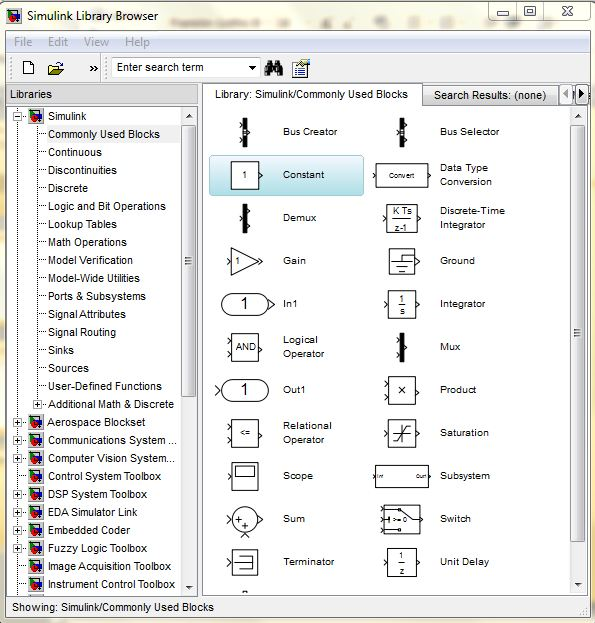 Simulink Library Browser
File Edit View Help
» Enter search term
Libraries
Library: Simulink/Commonly Used Blocks
Search Results: (none)
Simulink
Commonly Used Blocks
Continuous
Discontinuities
Discrete
Logic and Bit Operations
Lookup Tables
Math Operations
Model Verification
Model-Wide Utilities
Ports & Subsystems
Signal Attributes
Signal Routing
Sinks
Sources
User-Defined Functions
Additional Math & Discrete
Aerospace Blockset
Communications System ...
Computer Vision System...
Control System Toolbox
DSP System Toolbox
EDA Simulator Link
Embedded Coder
Fuzzy Logic Toolbox
Image Acquisition Toolbox
Instrument Control Toolbox
Bus Creator
Bus Selector
1 Constant
Convert Data Type
Conversion
Demux
K Ts
z-1
Discrete-Time
Integrator
1 Gain
Ground
1 In1
1
s
Integrator
AND Logical
Operator
Mux
1 Out1
× Product
<= Relational
Operator
Saturation
Scope
In1 Out1 Subsystem
+
+
Sum
>= 0 Switch
Terminator
1
z
Unit Delay
Showing: Simulink/Commonly Used Blocks